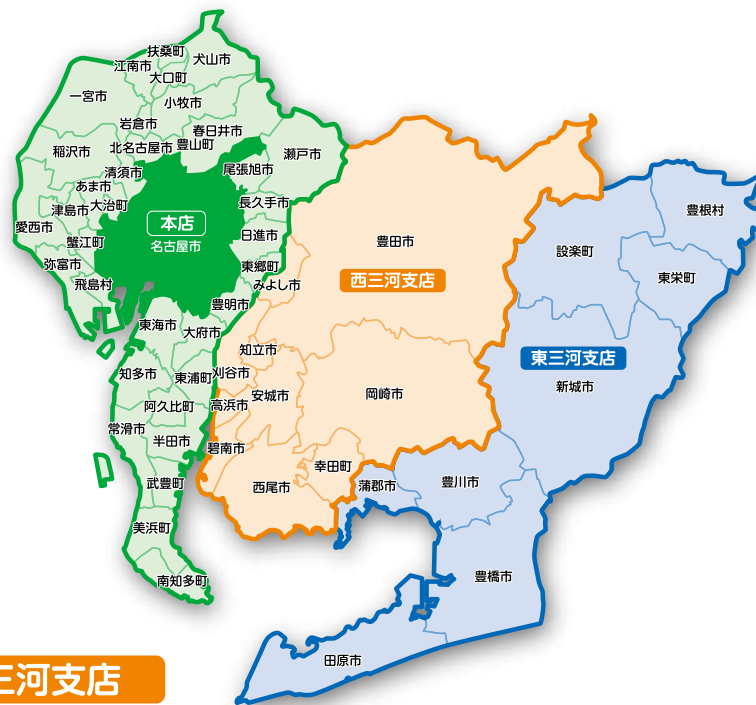 扶桑町
犬山市
江南市
大口町
一宮市
小牧市
岩倉市
春日井市
北名古屋市
豊山町
稲沢市
瀬戸市
清須市
尾張旭市
あま市
津島市
大治町
長久手市
愛西市
本店
名古屋市
日進市
蟹江町
弥富市
東郷町
飛島村
みよし市
豊明市
東海市
大府市
知多市
東浦町
阿久比町
常滑市
半田市
武豊町
美浜町
南知多町
豊田市
西三河支店
知立市
刈谷市
安城市
高浜市
岡崎市
碧南市
幸田町
西尾市
豊根村
設楽町
東栄町
東三河支店
新城市
蒲郡市
豊川市
豊橋市
田原市
三河支店